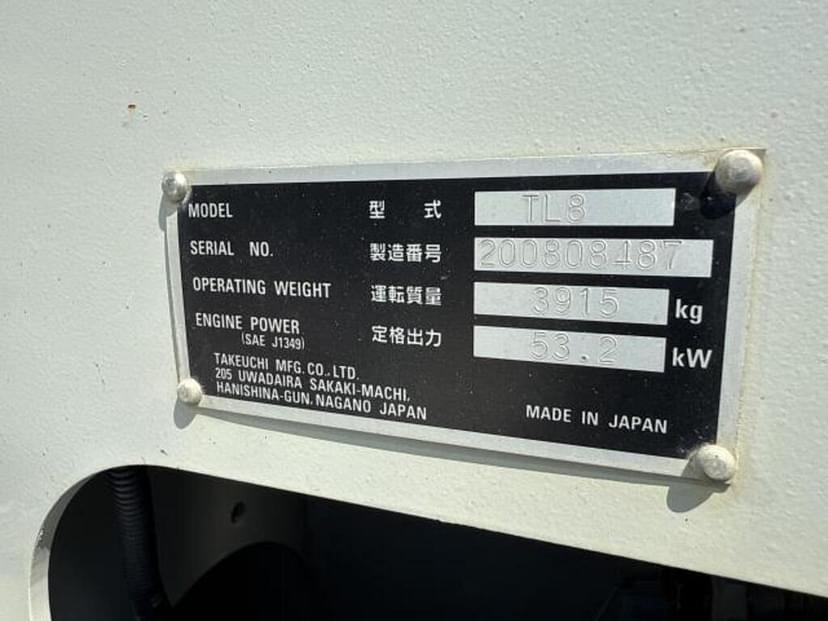 MODEL 型 式 TL8
SERIAL NO. 製造番号 200808487
OPERATING WEIGHT 運転質量 3915 kg
ENGINE POWER 定格出力 53.2 kW
(SAE J1349)
TAKEUCHI MFG. CO., LTD.
205 UWADAIRA SAKAKI-MACHI,
HANISHINA-GUN, NAGANO JAPAN
MADE IN JAPAN